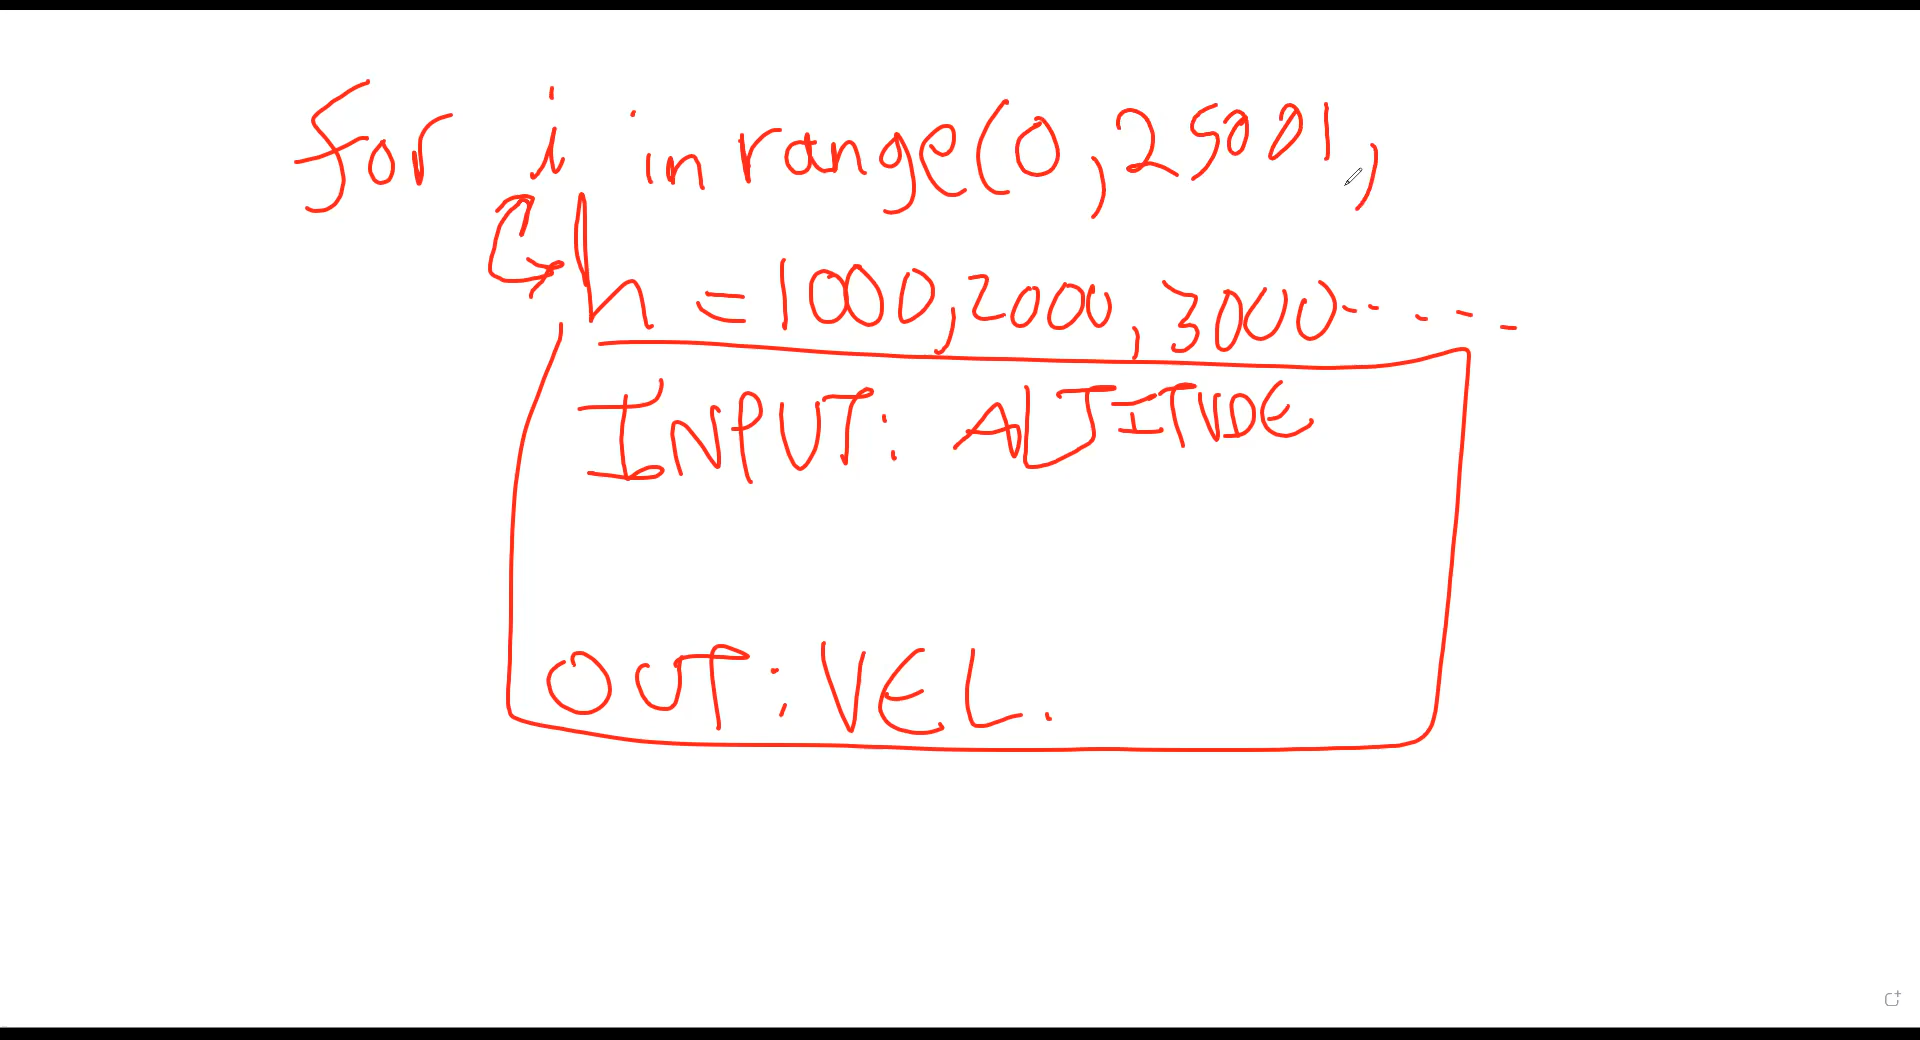 for i in range(0,25001,
h = 1000,2000,3000.....
INPUT: ALTITUDE
OUT: VEL.